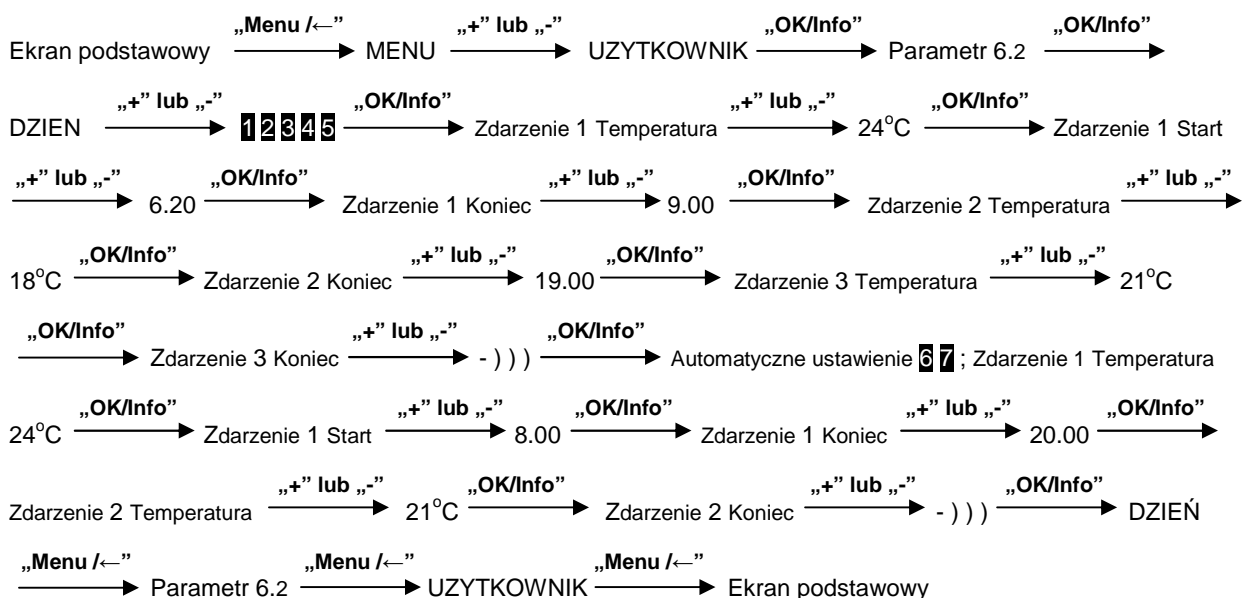 „Menu /←” „+” lub „-” „OK/Info” „OK/Info”
Ekran podstawowy MENU UZYTKOWNIK Parametr 6.2
„+” lub „-” „OK/Info” „+” lub „-” „OK/Info”
DZIEN 1 2 3 4 5 Zdarzenie 1 Temperatura 24°C Zdarzenie 1 Start
„+” lub „-” „OK/Info” „+” lub „-” „OK/Info” „+” lub „-”
6.20 Zdarzenie 1 Koniec 9.00 Zdarzenie 2 Temperatura
„OK/Info” „+” lub „-” „OK/Info” „+” lub „-”
18°C Zdarzenie 2 Koniec 19.00 Zdarzenie 3 Temperatura 21°C
„OK/Info” „+” lub „-” „OK/Info”
Zdarzenie 3 Koniec - ) ) ) Automatyczne ustawienie 6 7 ; Zdarzenie 1 Temperatura
„OK/Info” „+” lub „-” „OK/Info” „+” lub „-” „OK/Info”
24°C Zdarzenie 1 Start 8.00 Zdarzenie 1 Koniec 20.00
„+” lub „-” „OK/Info” „+” lub „-” „OK/Info”
Zdarzenie 2 Temperatura 21°C Zdarzenie 2 Koniec - ) ) ) DZIEŃ
„Menu /←” „Menu /←” „Menu /←”
Parametr 6.2 UZYTKOWNIK Ekran podstawowy